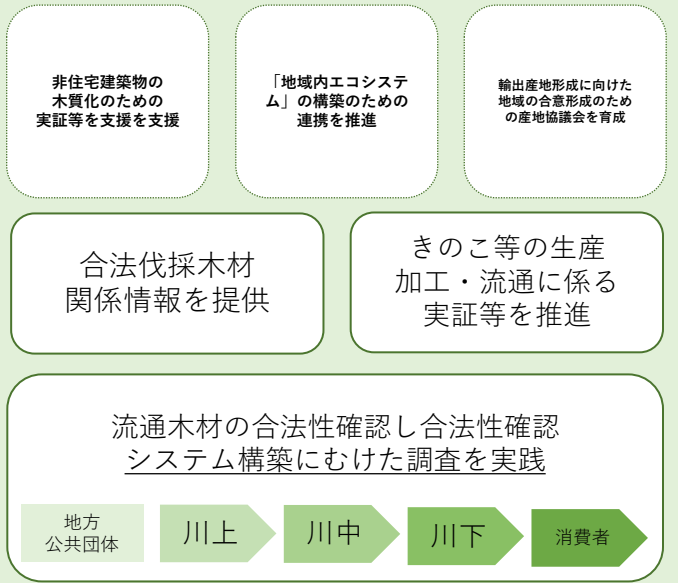 非住宅建築物の
木質化のための
実証等を支援を支援
「地域内エコシステ
ム」の構築のための
連携を推進
輸出産地形成に向けた
地域の合意形成のため
の産地協議会を育成
合法伐採木材
関係情報を提供
きのこ等の生産
加工・流通に係る
実証等を推進
流通木材の合法性確認し合法性確認
システム構築にむけた調査を実践
地方
公共団体
川上
川中
川下
消費者